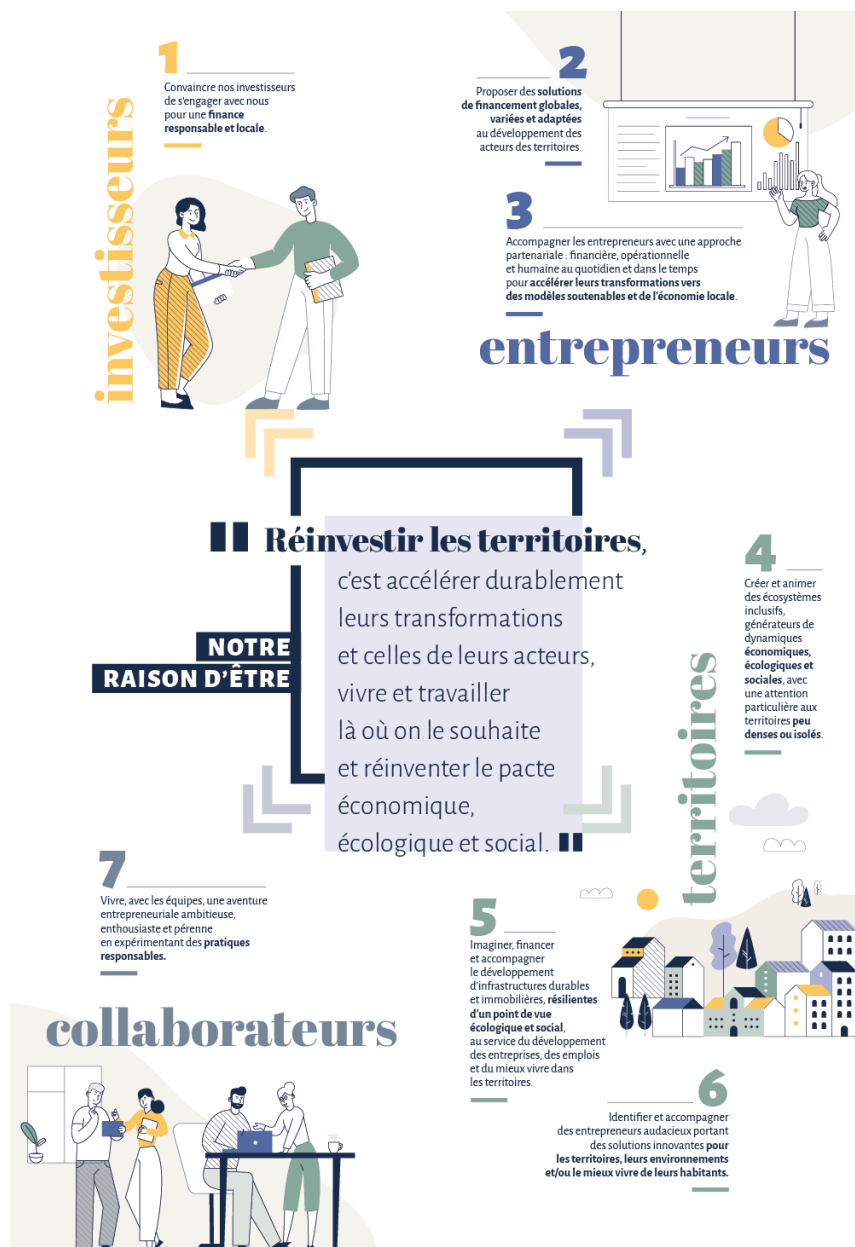 1
Convaincre nos investisseurs
de s'engager avec nous
pour une finance
responsable et locale.
investisseurs
2
Proposer des solutions
de financement globales,
variées et adaptées
au développement des
acteurs des territoires.
3
Accompagner les entrepreneurs avec une approche
partenariale : financière, opérationnelle
et humaine au quotidien et dans le temps
pour accélérer leurs transformations vers
des modèles soutenables et de l'économie locale.
entrepreneurs
NOTRE
RAISON D'ÊTRE
" Réinvestir les territoires,
c'est accélérer durablement
leurs transformations
et celles de leurs acteurs,
vivre et travailler
là où on le souhaite
et réinventer le pacte
économique,
écologique et social. "
4
Créer et animer
des écosystèmes
inclusifs,
générateurs de
dynamiques
économiques,
écologiques et
sociales, avec
une attention
particulière aux
territoires peu
denses ou isolés.
territoires
5
Imaginer, financer
et accompagner
le développement
d'infrastructures durables
et immobilières, résilientes
d'un point de vue
écologique et social,
au service du développement
des entreprises, des emplois
et du mieux vivre dans
les territoires.
6
Identifier et accompagner
des entrepreneurs audacieux portant
des solutions innovantes pour
les territoires, leurs environnements
et/ou le mieux vivre de leurs habitants.
7
Vivre, avec les équipes, une aventure
entrepreneuriale ambitieuse,
enthousiaste et pérenne
en expérimentant des pratiques
responsables.
collaborateurs